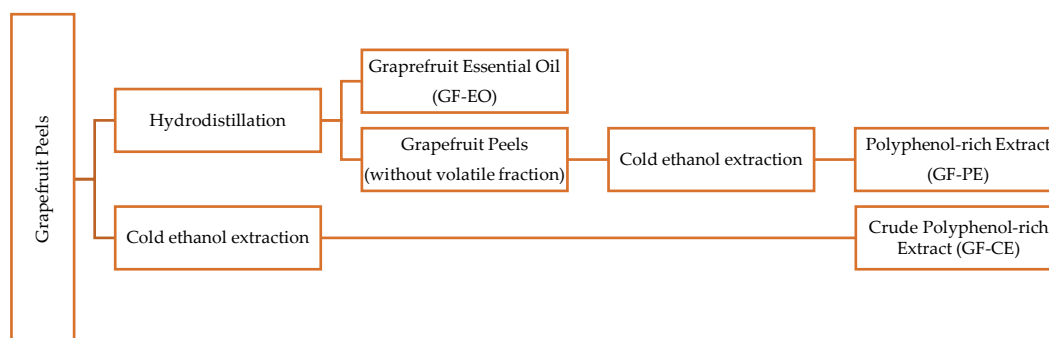 Grapefruit Peels
Hydrodistillation
Graprefruit Essential Oil
(GF-EO)
Grapefruit Peels
(without volatile fraction)
Cold ethanol extraction
Polyphenol-rich Extract
(GF-PE)
Cold ethanol extraction
Crude Polyphenol-rich
Extract (GF-CE)